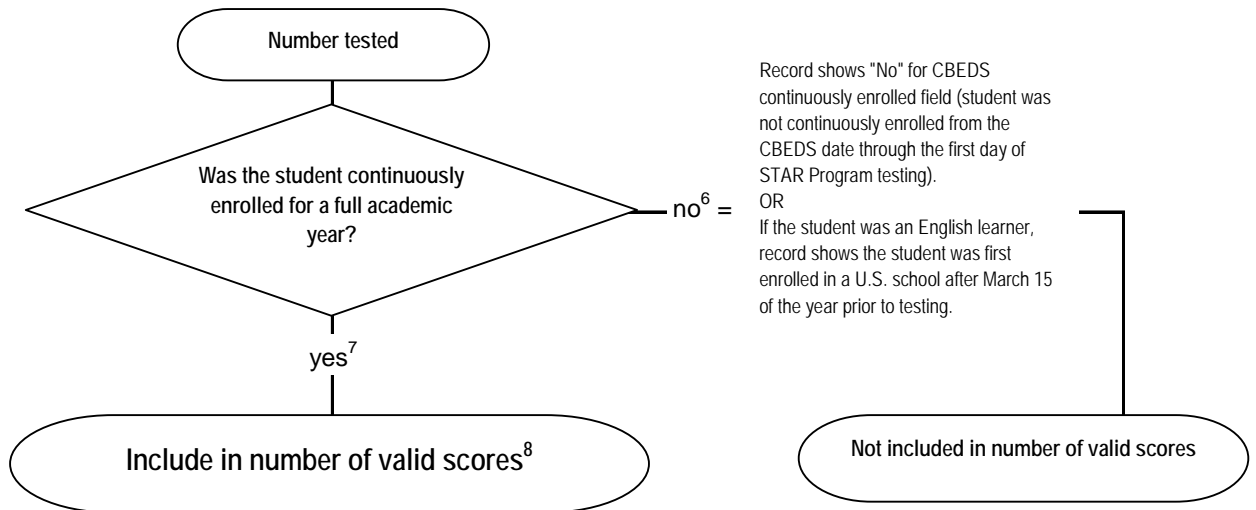 Number tested
Was the student continuously
enrolled for a full academic
year?
no⁶ =
Record shows "No" for CBEDS
continuously enrolled field (student was
not continuously enrolled from the
CBEDS date through the first day of
STAR Program testing).
OR
If the student was an English learner,
record shows the student was first
enrolled in a U.S. school after March 15
of the year prior to testing.
yes⁷
Include in number of valid scores⁸
Not included in number of valid scores